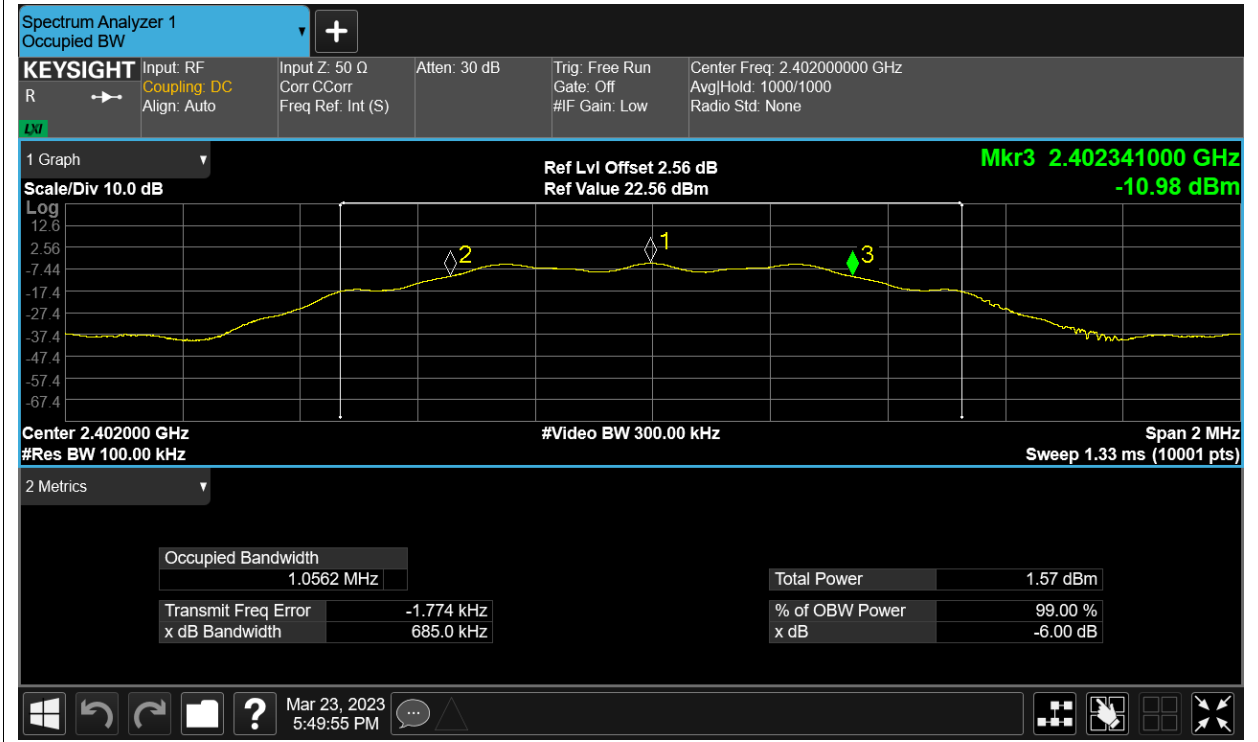 Spectrum Analyzer 1
Occupied BW
KEYSIGHT
R
LXI
Input: RF
Coupling: DC
Align: Auto
Input Z: 50 Ω
Corr CCorr
Freq Ref: Int (S)
Atten: 30 dB
Trig: Free Run
Gate: Off
#IF Gain: Low
Center Freq: 2.402000000 GHz
Avg|Hold: 1000/1000
Radio Std: None
1 Graph
Scale/Div 10.0 dB
Ref Lvl Offset 2.56 dB
Ref Value 22.56 dBm
Mkr3 2.402341000 GHz
-10.98 dBm
Log
12.6
2.56
-7.44
-17.4
-27.4
-37.4
-47.4
-57.4
-67.4
2
1
3
Center 2.402000 GHz
#Res BW 100.00 kHz
#Video BW 300.00 kHz
Span 2 MHz
Sweep 1.33 ms (10001 pts)
2 Metrics
Occupied Bandwidth
1.0562 MHz
Total Power 1.57 dBm
Transmit Freq Error -1.774 kHz
% of OBW Power 99.00 %
x dB Bandwidth 685.0 kHz
x dB -6.00 dB
?
Mar 23, 2023
5:49:55 PM